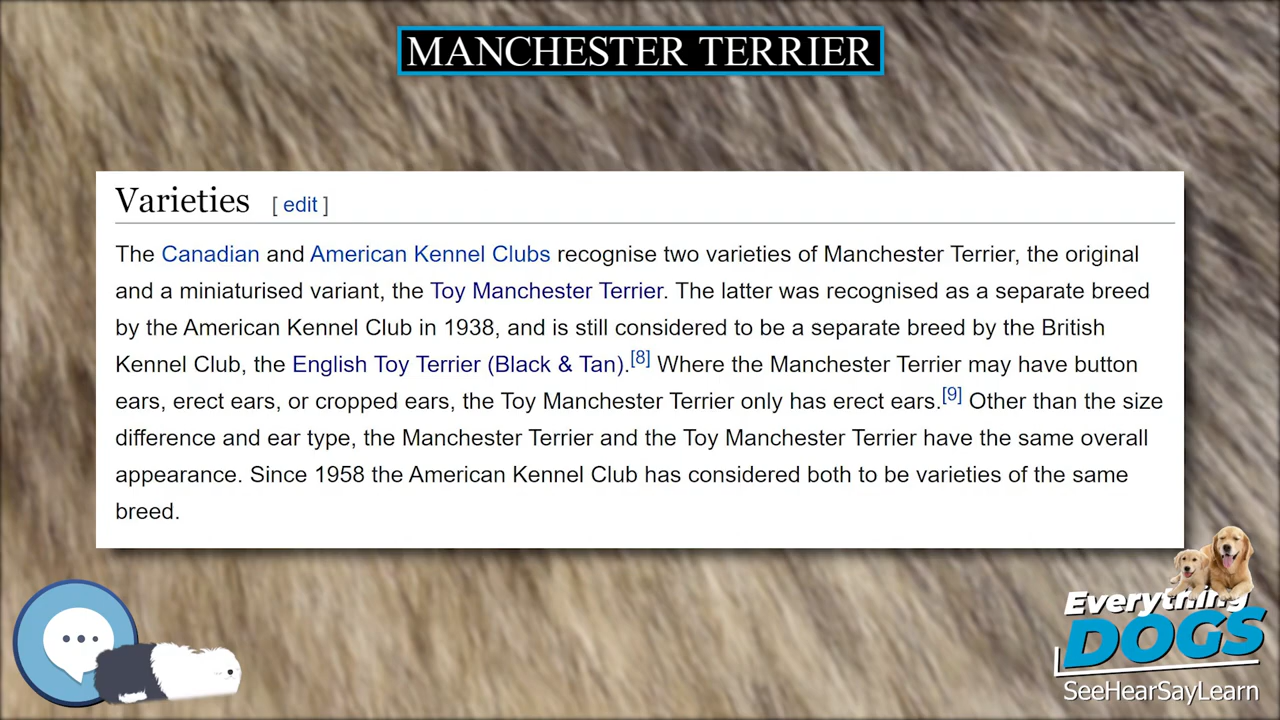 MANCHESTER TERRIER
Varieties [ edit ]
The Canadian and American Kennel Clubs recognise two varieties of Manchester Terrier, the original
and a miniaturised variant, the Toy Manchester Terrier. The latter was recognised as a separate breed
by the American Kennel Club in 1938, and is still considered to be a separate breed by the British
Kennel Club, the English Toy Terrier (Black & Tan).[8] Where the Manchester Terrier may have button
ears, erect ears, or cropped ears, the Toy Manchester Terrier only has erect ears.[9] Other than the size
difference and ear type, the Manchester Terrier and the Toy Manchester Terrier have the same overall
appearance. Since 1958 the American Kennel Club has considered both to be varieties of the same
breed.
Everything
DOGS
SeeHearSayLearn